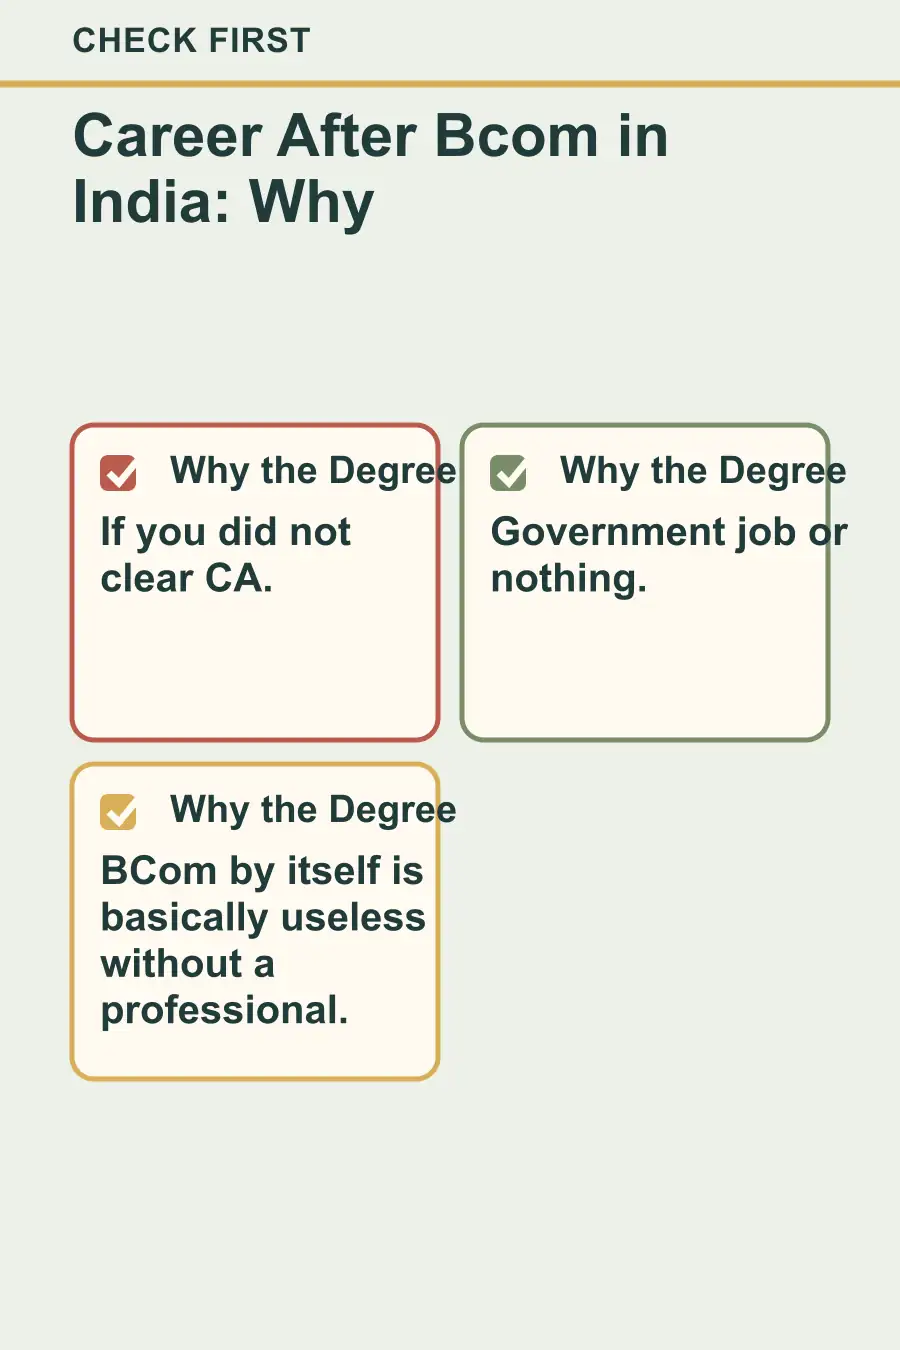 CHECK FIRST
Career After Bcom in
India: Why
Why the Degree
If you did not
clear CA.
Why the Degree
Government job or
nothing.
Why the Degree
BCom by itself is
basically useless
without a
professional.